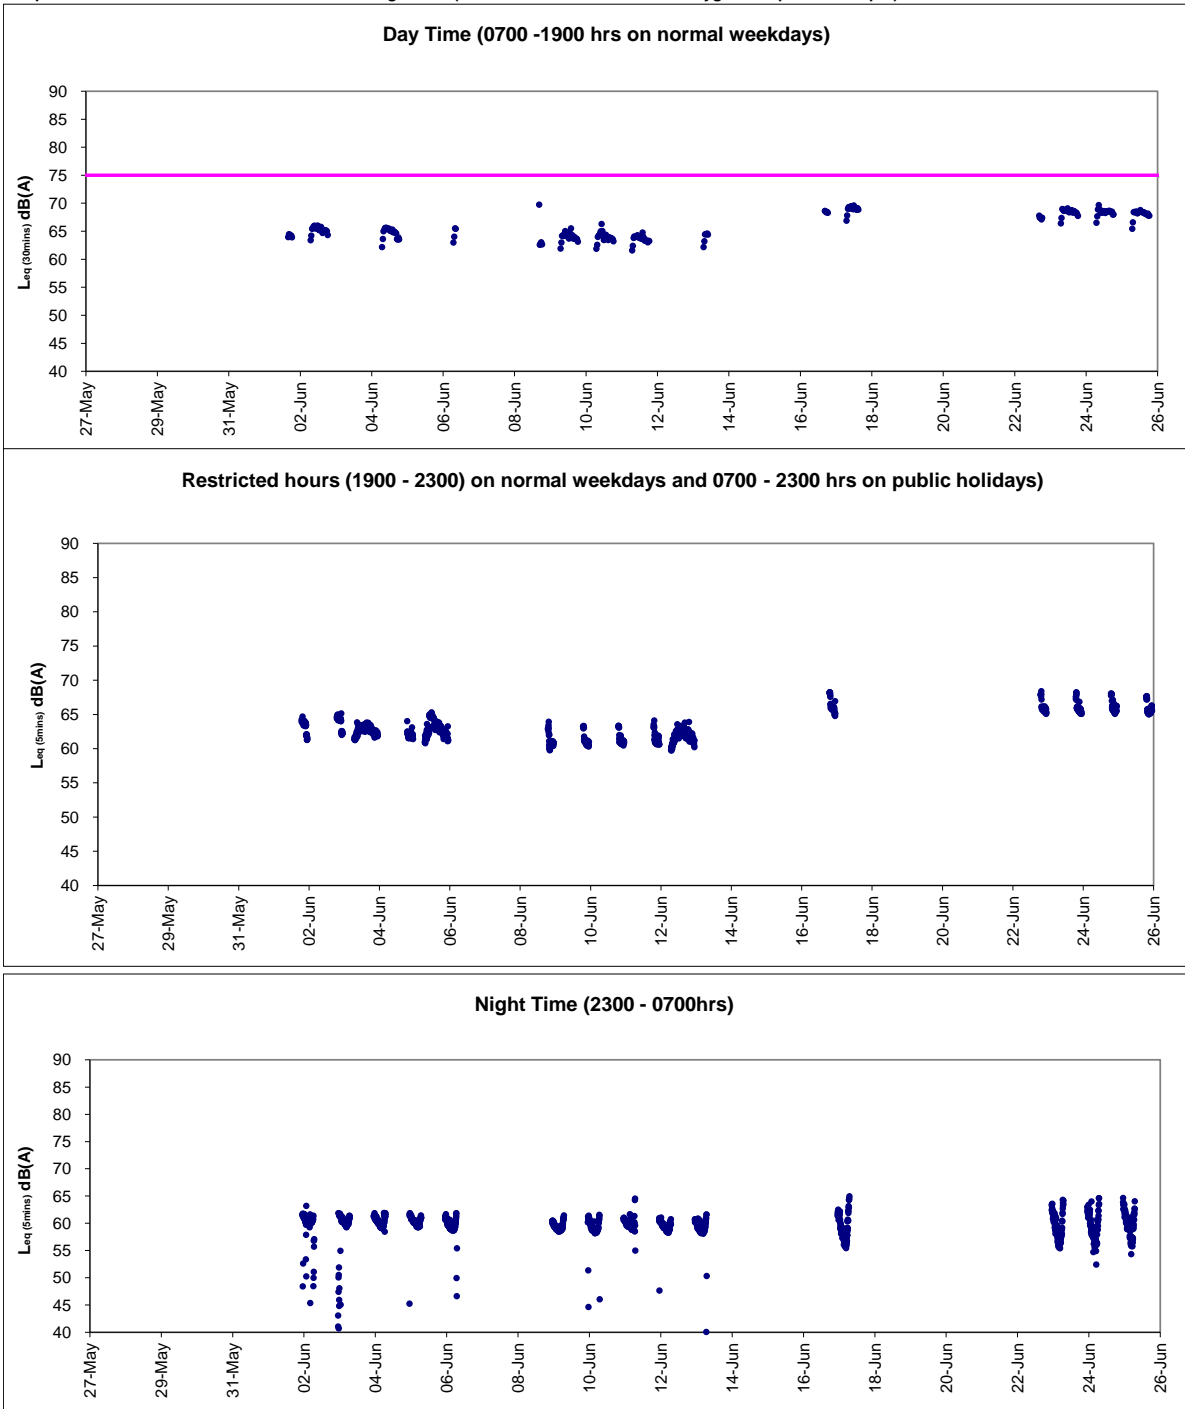 Day Time (0700 -1900 hrs on normal weekdays)
90
85
80
75
70
65
60
55
50
45
40
Leq (30mins) dB(A)
27-May
29-May
31-May
02-Jun
04-Jun
06-Jun
08-Jun
10-Jun
12-Jun
14-Jun
16-Jun
18-Jun
20-Jun
22-Jun
24-Jun
26-Jun
Restricted hours (1900 - 2300) on normal weekdays and 0700 - 2300 hrs on public holidays)
90
85
80
75
70
65
60
55
50
45
40
Leq (5mins) dB(A)
27-May
29-May
31-May
02-Jun
04-Jun
06-Jun
08-Jun
10-Jun
12-Jun
14-Jun
16-Jun
18-Jun
20-Jun
22-Jun
24-Jun
26-Jun
Night Time (2300 - 0700hrs)
90
85
80
75
70
65
60
55
50
45
40
Leq (5mins) dB(A)
27-May
29-May
31-May
02-Jun
04-Jun
06-Jun
08-Jun
10-Jun
12-Jun
14-Jun
16-Jun
18-Jun
20-Jun
22-Jun
24-Jun
26-Jun